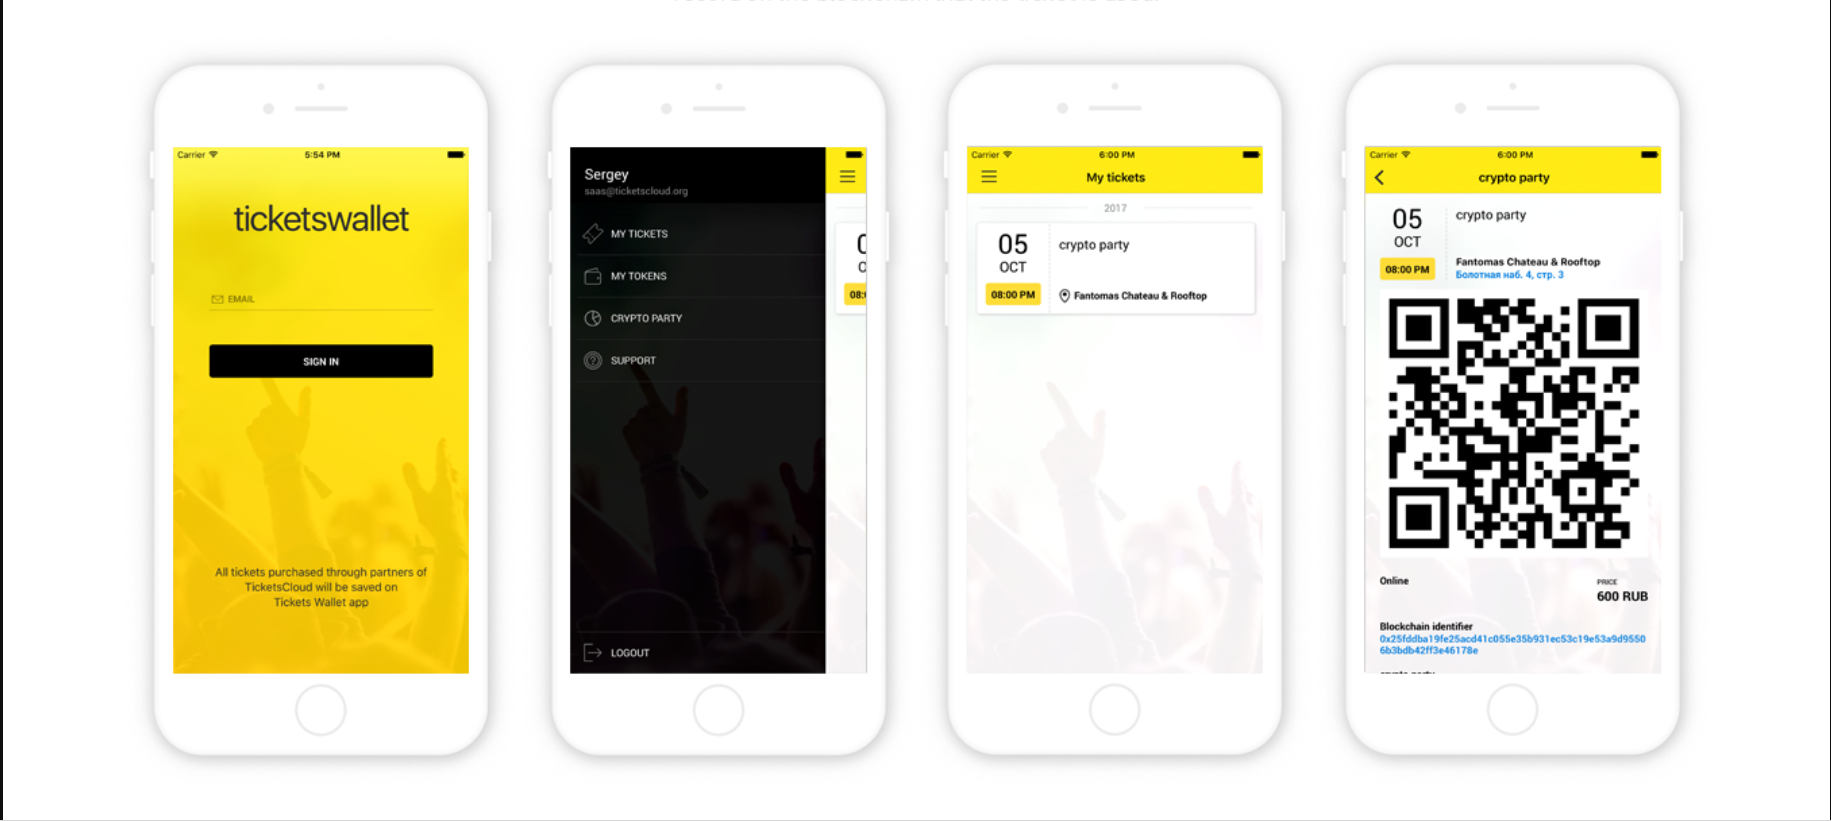 Carrier
5:54 PM
ticketswallet
EMAIL
SIGN IN
All tickets purchased through partners of
TicketsCloud will be saved on
Tickets Wallet app
Sergey
saas@ticketscloud.org
MY TICKETS
MY TOKENS
CRYPTO PARTY
SUPPORT
LOGOUT
08:
Carrier
6:00 PM
My tickets
2017
05
OCT
08:00 PM
crypto party
Fantomas Chateau & Rooftop
Carrier
6:00 PM
crypto party
05
OCT
08:00 PM
crypto party
Fantomas Chateau & Rooftop
Болотная наб. 4, стр. 3
Online
PRICE
600 RUB
Blockchain identifier
0x25fddba19fe25acd41c055e35b931ec53c19e53a9d9550
6b3bdb42ff3e46178e